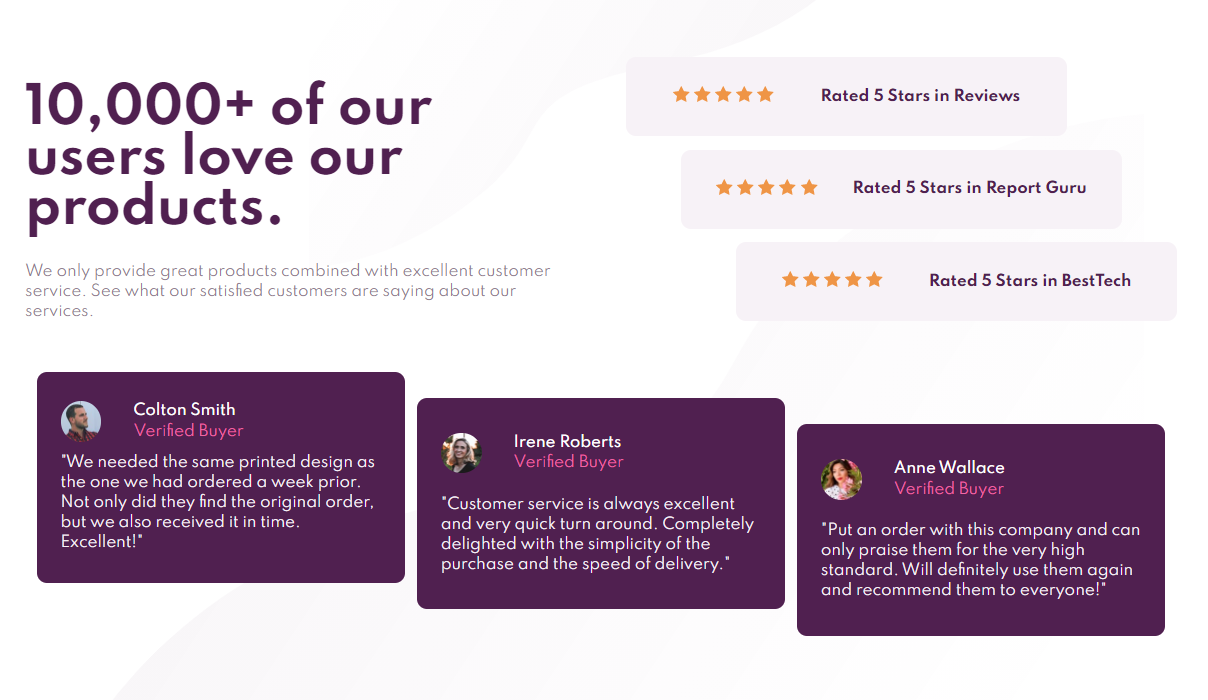 10,000+ of our
users love our
products.
We only provide great products combined with excellent customer
service. See what our satisfied customers are saying about our
services.
Rated 5 Stars in Reviews
Rated 5 Stars in Report Guru
Rated 5 Stars in BestTech
Colton Smith
Verified Buyer
"We needed the same printed design as
the one we had ordered a week prior.
Not only did they find the original order,
but we also received it in time.
Excellent!"
Irene Roberts
Verified Buyer
"Customer service is always excellent
and very quick turn around. Completely
delighted with the simplicity of the
purchase and the speed of delivery."
Anne Wallace
Verified Buyer
"Put an order with this company and can
only praise them for the very high
standard. Will definitely use them again
and recommend them to everyone!"